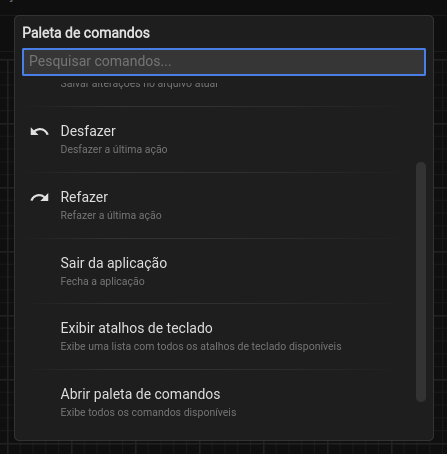 Paleta de comandos
Pesquisar comandos...
Salvar alterações no arquivo atual
Desfazer
Desfazer a última ação
Refazer
Refazer a última ação
Sair da aplicação
Fecha a aplicação
Exibir atalhos de teclado
Exibe uma lista com todos os atalhos de teclado disponíveis
Abrir paleta de comandos
Exibe todos os comandos disponíveis